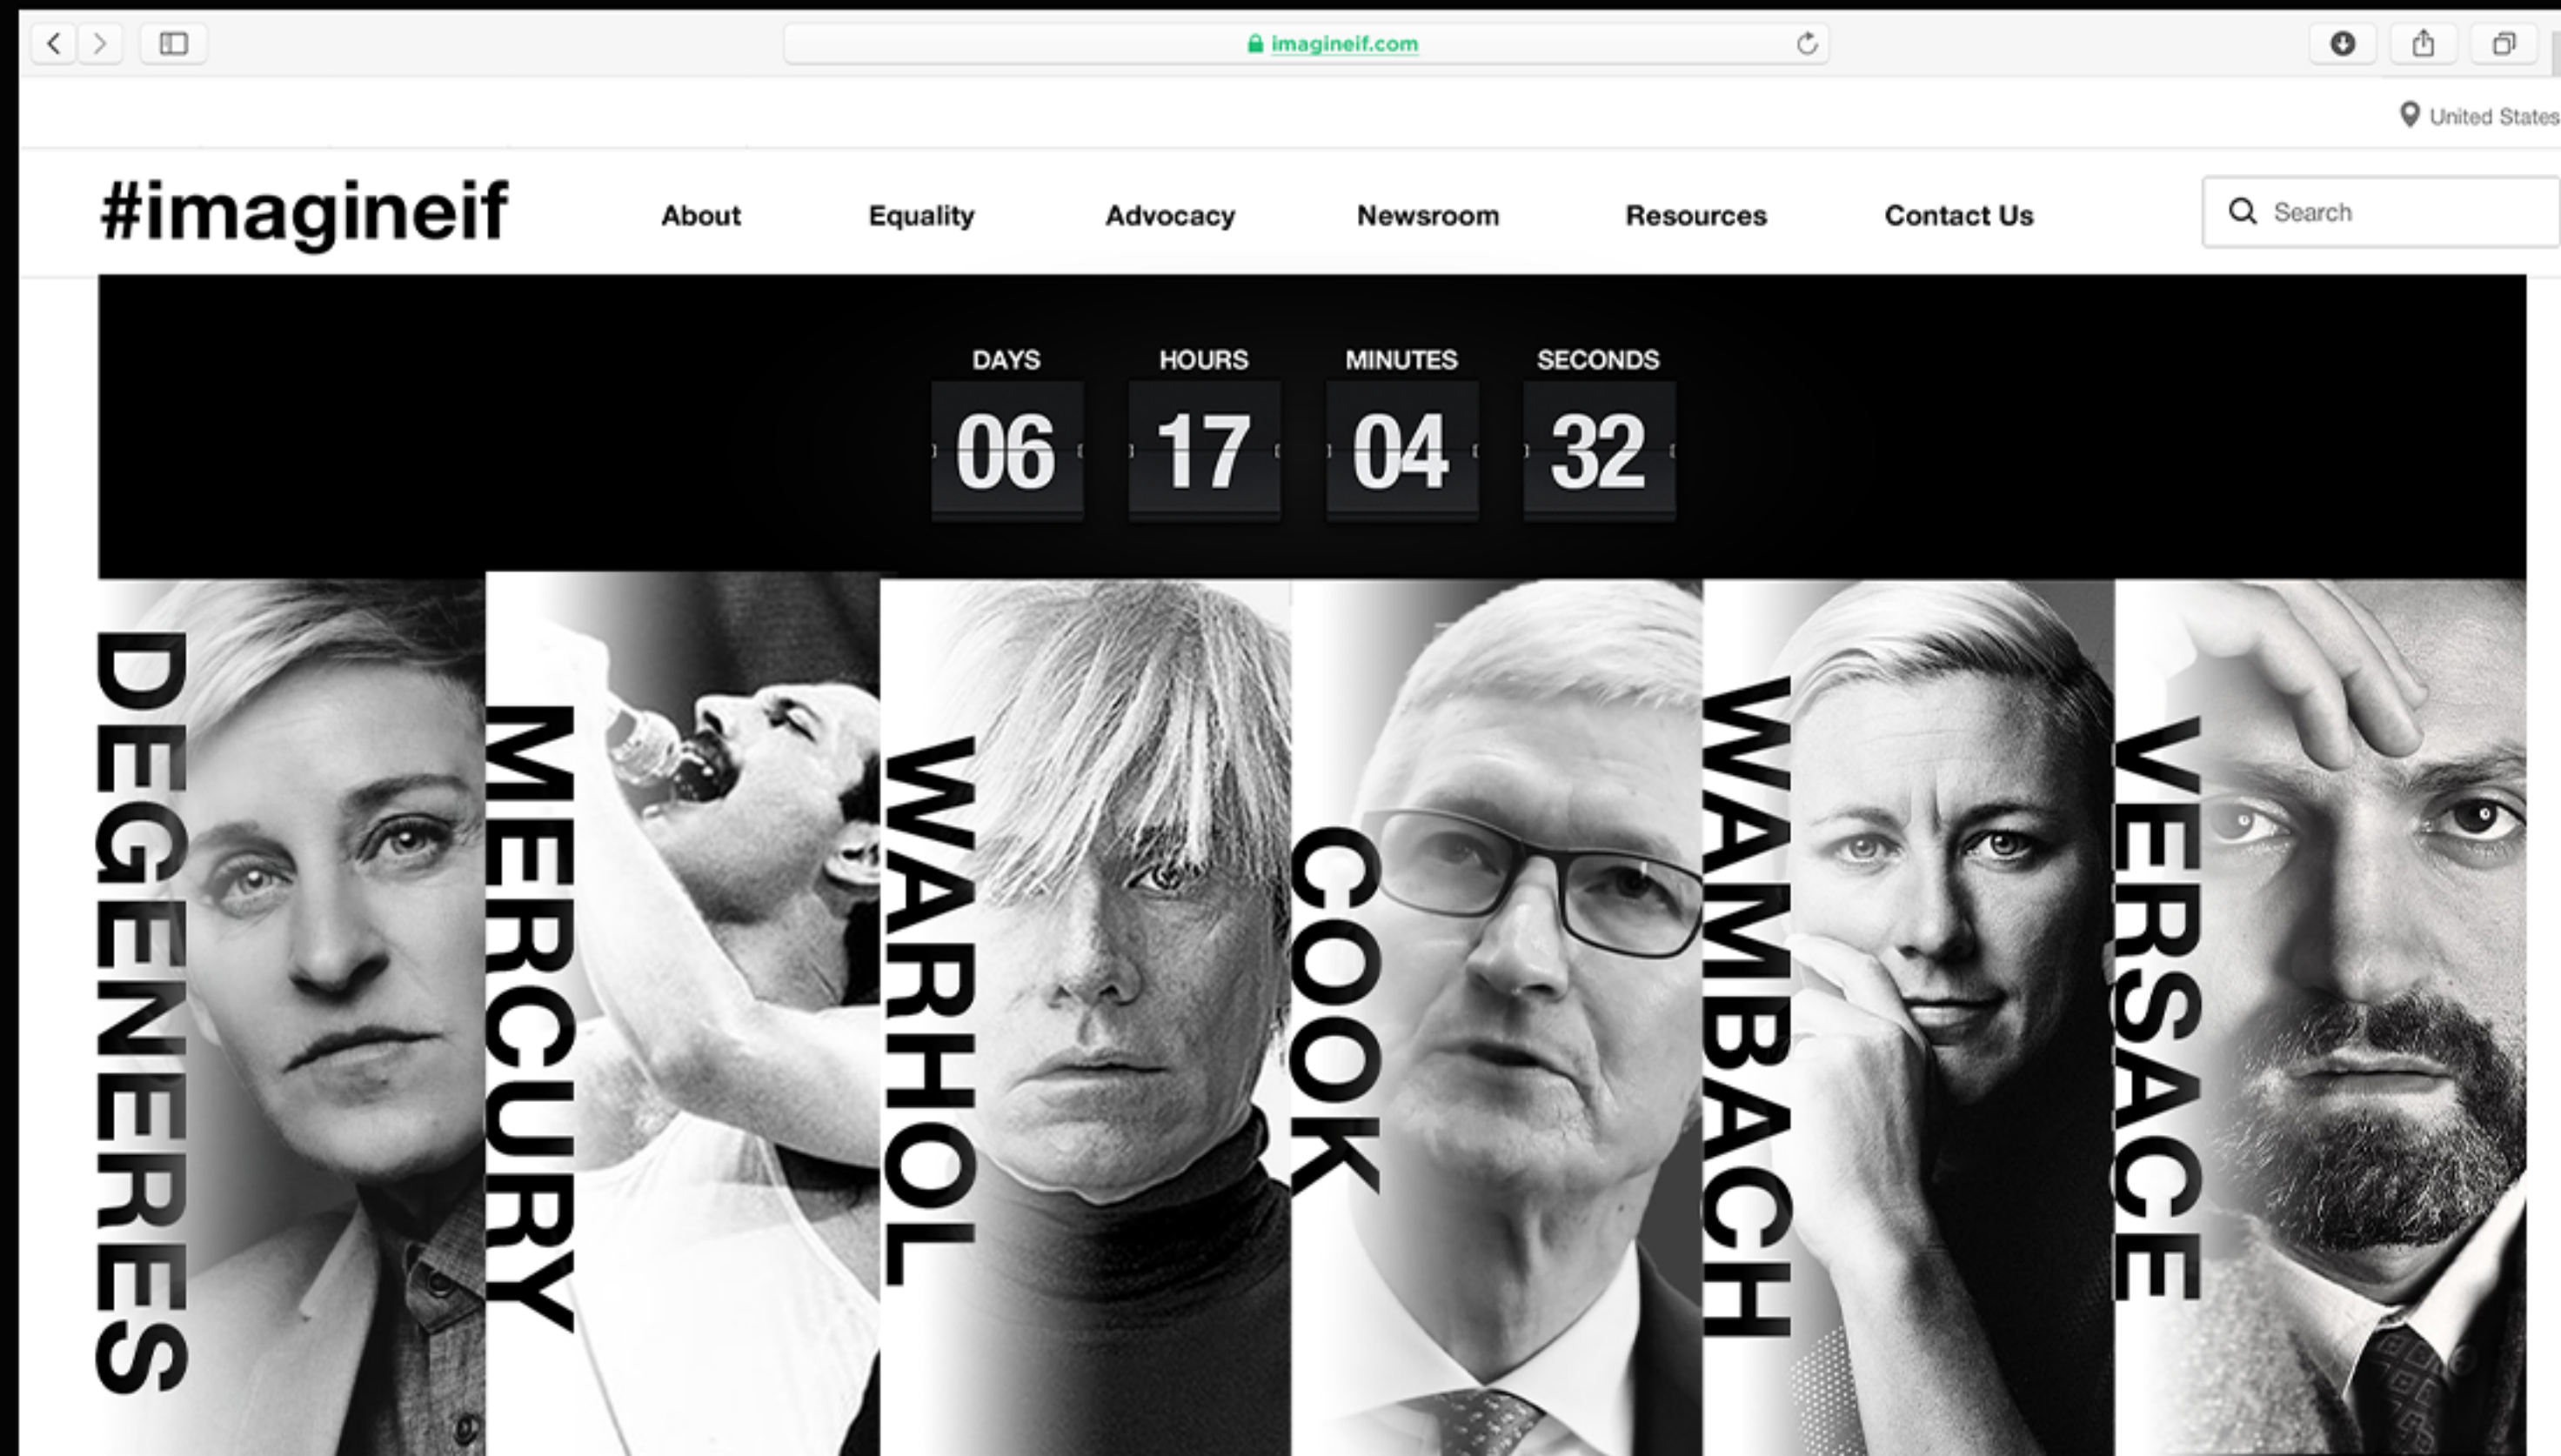 imagineif.com
United States
#imagineif
About
Equality
Advocacy
Newsroom
Resources
Contact Us
Search
DAYS
HOURS
MINUTES
SECONDS
06
17
04
32
DEGENERES
MERCURY
WARHOL
COOK
WAMBACH
VERSACE